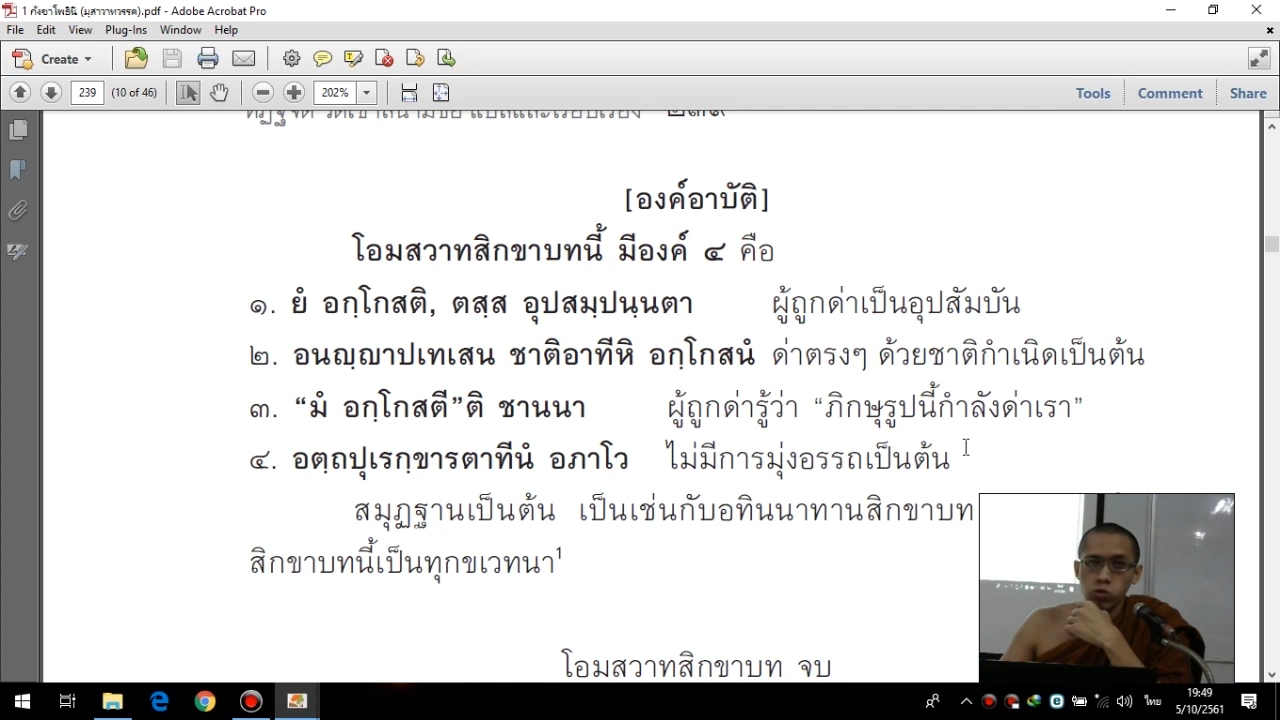 1 กังขาโพธินี (มุสาวาทวรรค).pdf - Adobe Acrobat Pro
File Edit View Plug-Ins Window Help
Create
239 (10 of 46) 202% Tools Comment Share
[องค์อาบัติ]
โอมสวาทสิกขาบทนี้ มีองค์ ๔ คือ
๑. ยํ อกฺโกสติ, ตสฺส อุปสมฺปนฺนตา ผู้ถูกด่าเป็นอุปสัมบัน
๒. อนญฺญาปเทเสน ชาติอาทีหิ อกฺโกสนํ ด่าตรงๆ ด้วยชาติกำเนิดเป็นต้น
๓. “มํ อกฺโกสตี”ติ ชานนา ผู้ถูกด่ารู้ว่า “ภิกษุรูปนี้กำลังด่าเรา”
๔. อตฺถปุเรกฺขารตาทีนํ อภาโว ไม่มีการมุ่งอรรถเป็นต้น
สมุฏฐานเป็นต้น เป็นเช่นกับอทินนาทานสิกขาบท
สิกขาบทนี้เป็นทุกขเวทนา¹
โอมสวาทสิกขาบท จบ
ไทย
19:49
5/10/2561